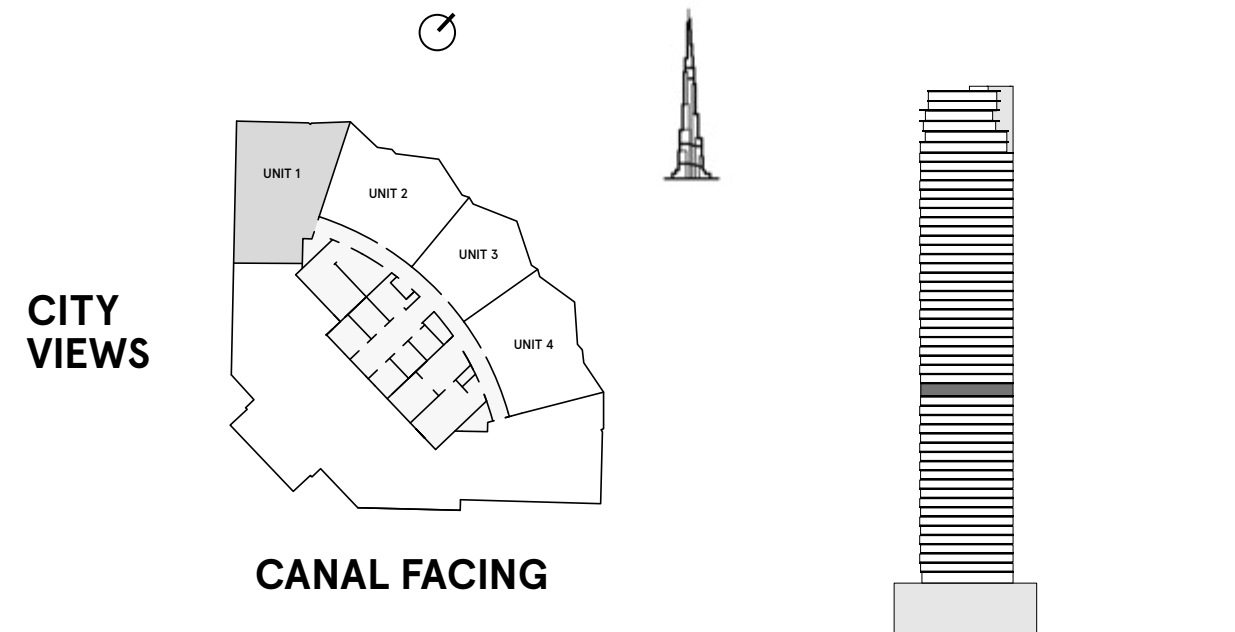 UNIT 1
UNIT 2
UNIT 3
UNIT 4
CITY
VIEWS
CANAL FACING